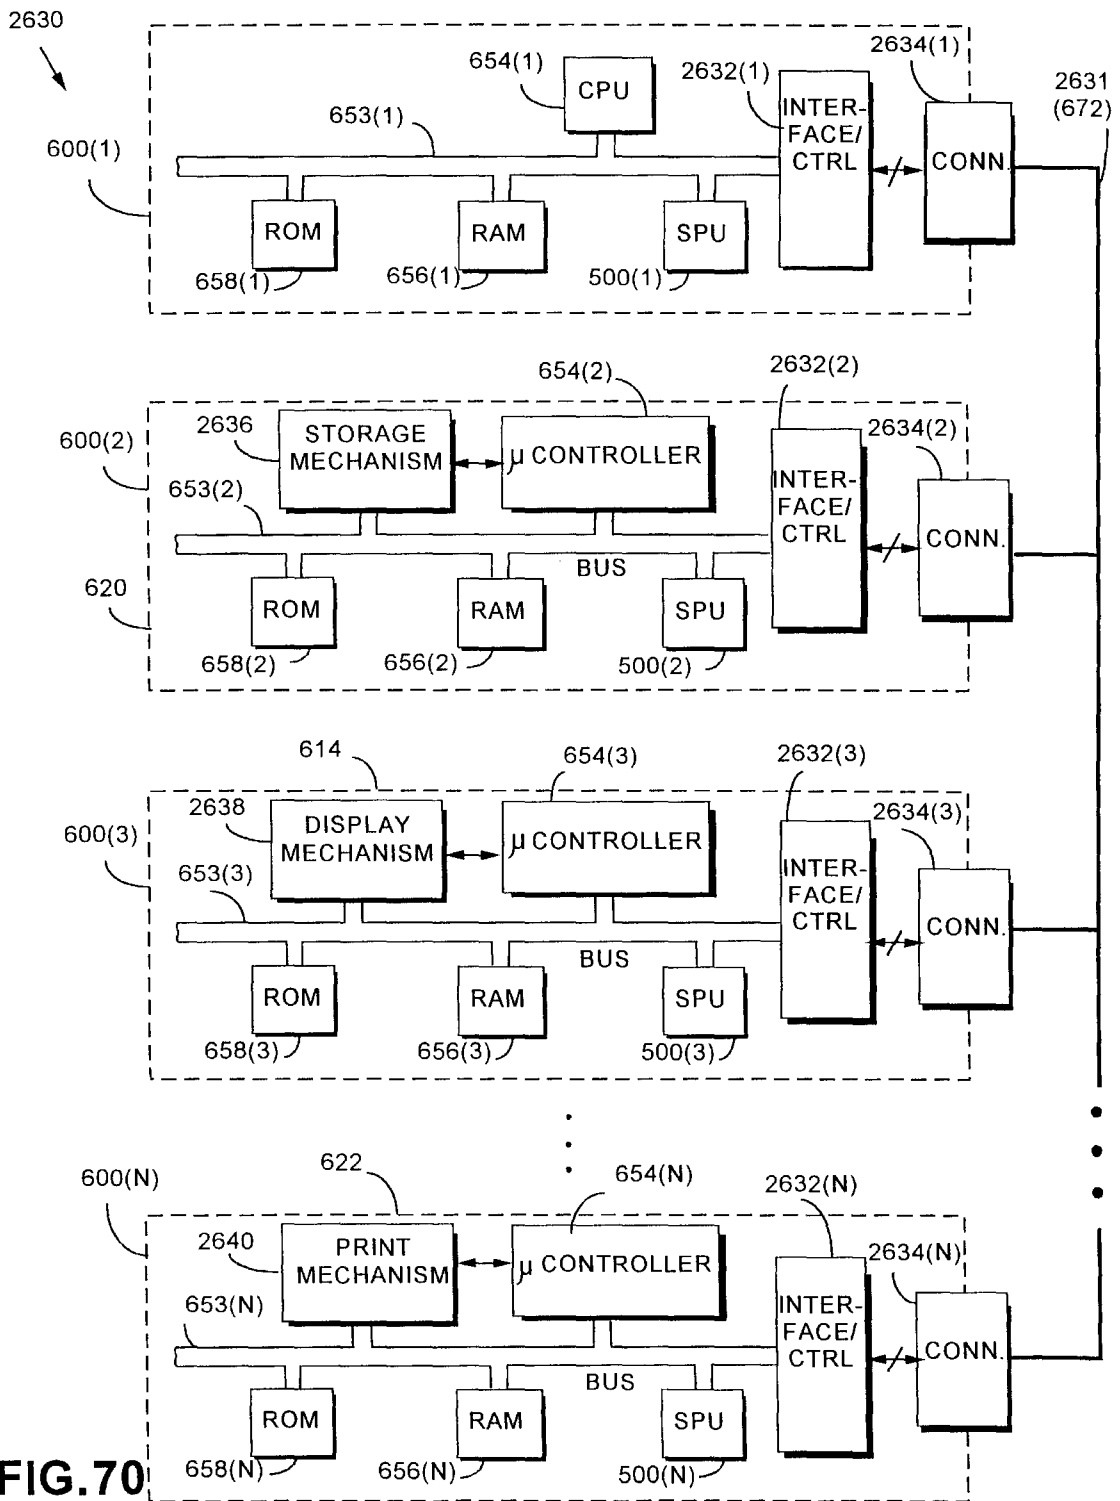 2630
600(1)
653(1)
654(1)
CPU
2632(1)
INTER-
FACE/
CTRL
2634(1)
CONN.
2631
(672)
ROM
658(1)
RAM
656(1)
SPU
500(1)
600(2)
620
2636
STORAGE
MECHANISM
654(2)
μ CONTROLLER
653(2)
BUS
2632(2)
INTER-
FACE/
CTRL
2634(2)
CONN.
ROM
658(2)
RAM
656(2)
SPU
500(2)
614
600(3)
2638
DISPLAY
MECHANISM
654(3)
μ CONTROLLER
653(3)
BUS
2632(3)
INTER-
FACE/
CTRL
2634(3)
CONN.
ROM
658(3)
RAM
656(3)
SPU
500(3)
622
600(N)
2640
PRINT
MECHANISM
654(N)
μ CONTROLLER
653(N)
BUS
2632(N)
INTER-
FACE/
CTRL
2634(N)
CONN.
ROM
658(N)
RAM
656(N)
SPU
500(N)
FIG.70